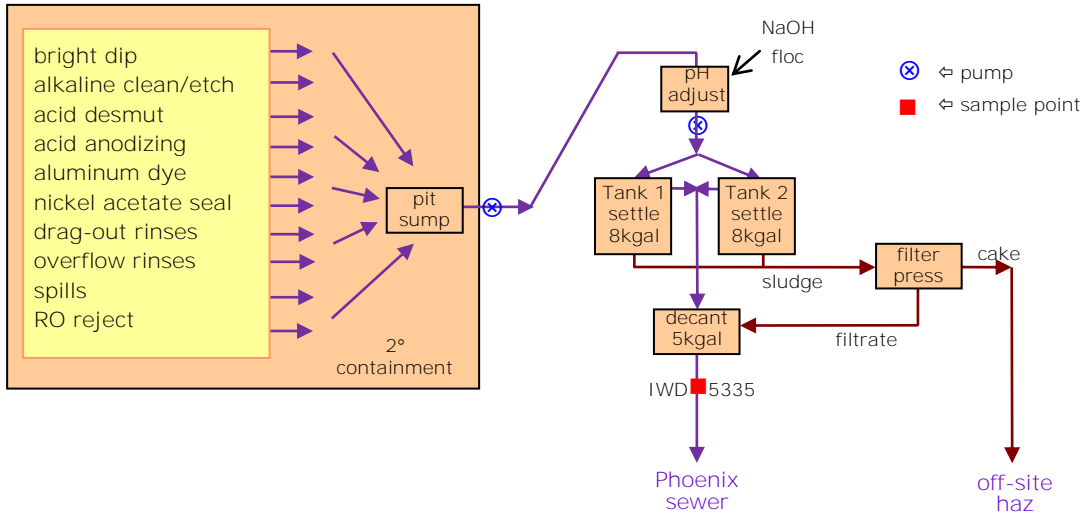 bright dip
alkaline clean/etch
acid desmut
acid anodizing
aluminum dye
nickel acetate seal
drag-out rinses
overflow rinses
spills
RO reject
2°
containment
pit
sump
NaOH
floc
pH
adjust
⇦ pump
⇦ sample point
Tank 1
settle
8kgal
Tank 2
settle
8kgal
sludge
filter
press
cake
filtrate
decant
5kgal
IWD 5335
Phoenix
sewer
off-site
haz